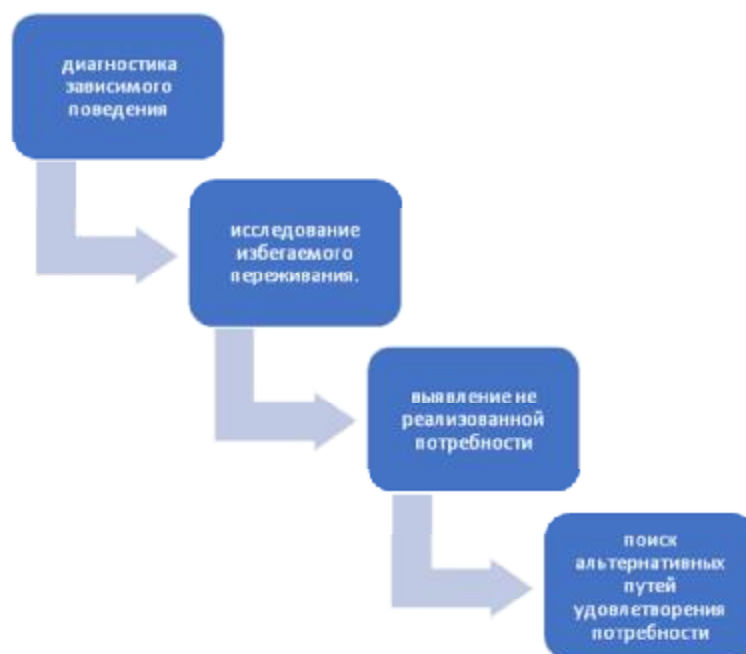 диагностика
зависимого
поведения
исследование
избегаемого
переживания.
выявление не
реализованной
потребности
поиск
альтернативных
путей
удовлетворения
потребности